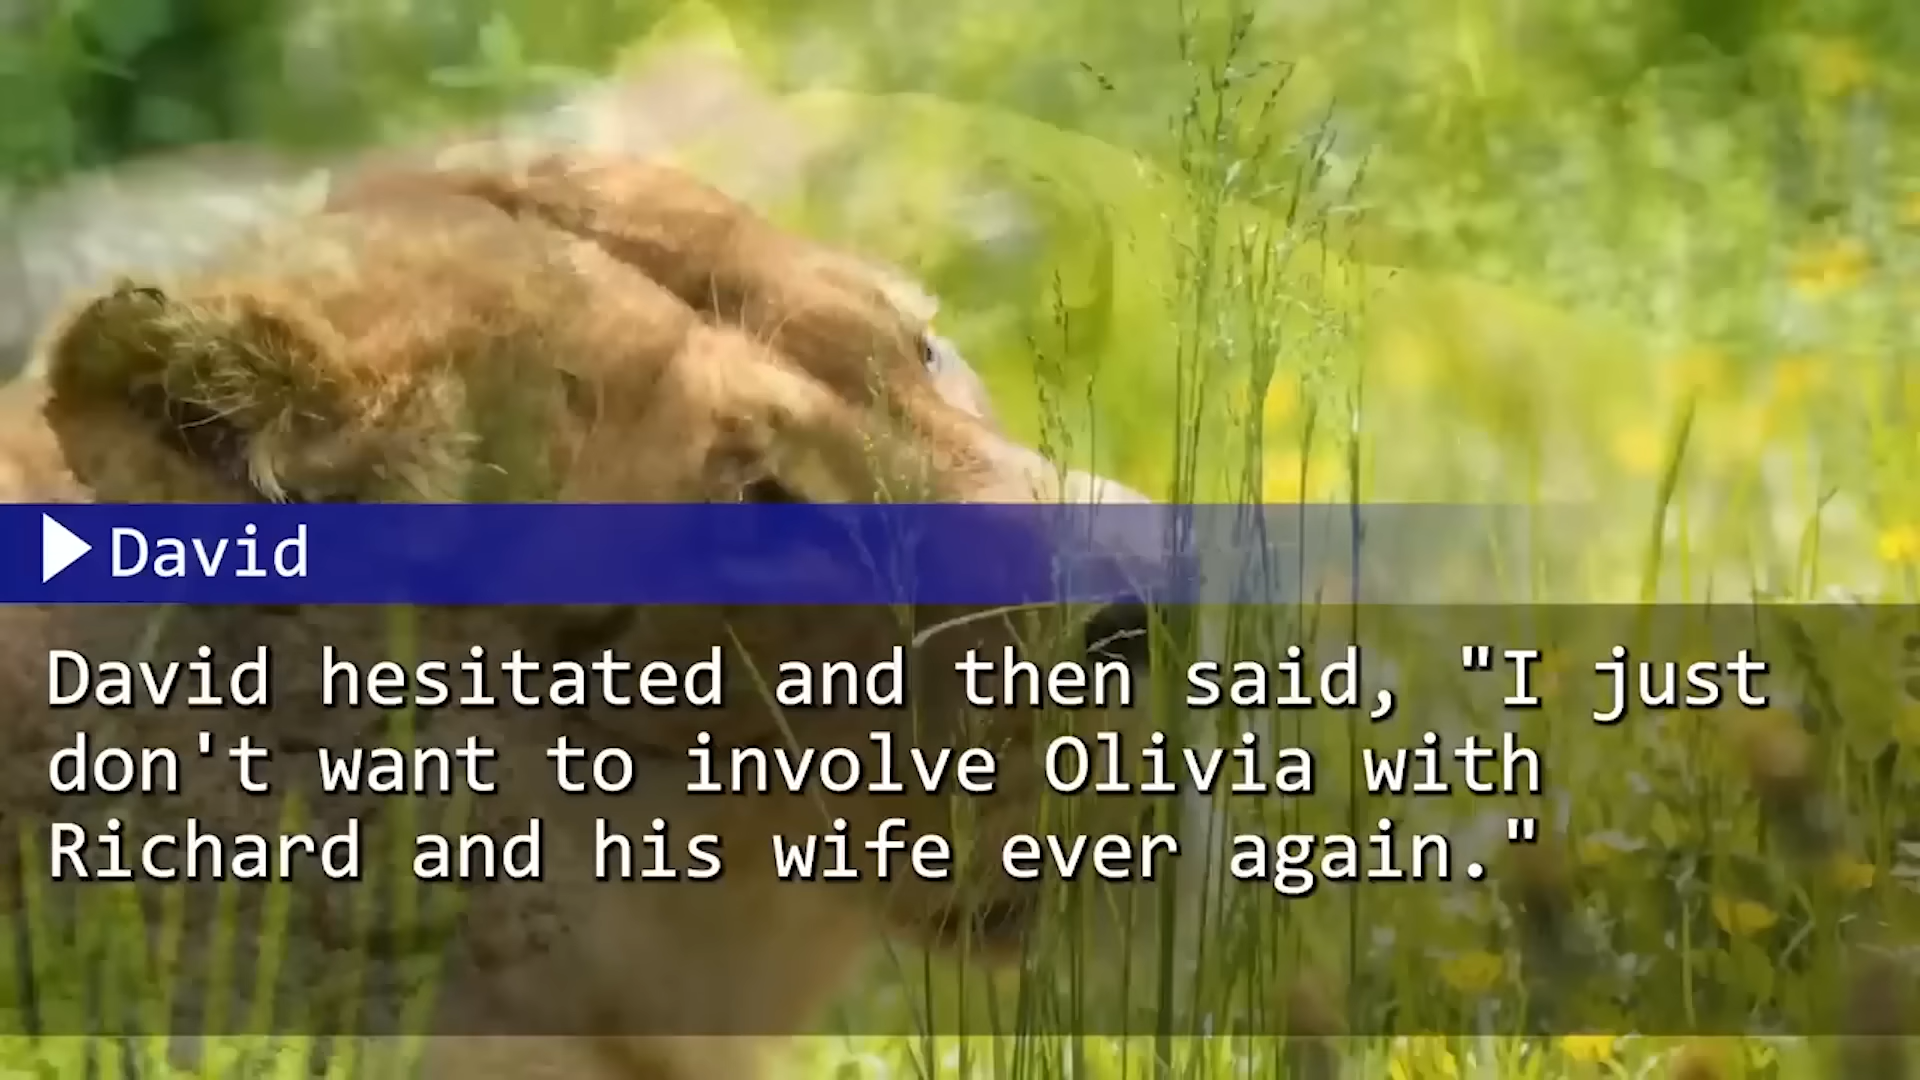 David
David hesitated and then said, "I just
don't want to involve Olivia with
Richard and his wife ever again."